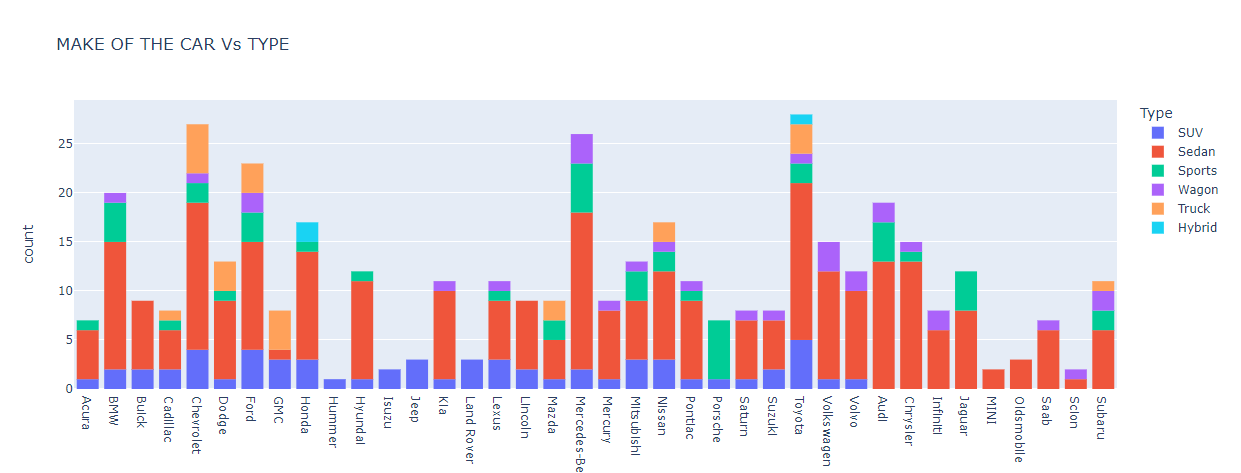 MAKE OF THE CAR Vs TYPE
Type
SUV
Sedan
Sports
Wagon
Truck
Hybrid
count
25
20
15
10
5
0
Acura
BMW
Buick
Cadillac
Chevrolet
Dodge
Ford
GMC
Honda
Hummer
Hyundai
Isuzu
Jeep
Kia
Land Rover
Lexus
Lincoln
Mazda
Mercedes-Be
Mercury
Mitsubishi
Nissan
Pontiac
Porsche
Saturn
Suzuki
Toyota
Volkswagen
Volvo
Audi
Chrysler
Infiniti
Jaguar
MINI
Oldsmobile
Saab
Scion
Subaru